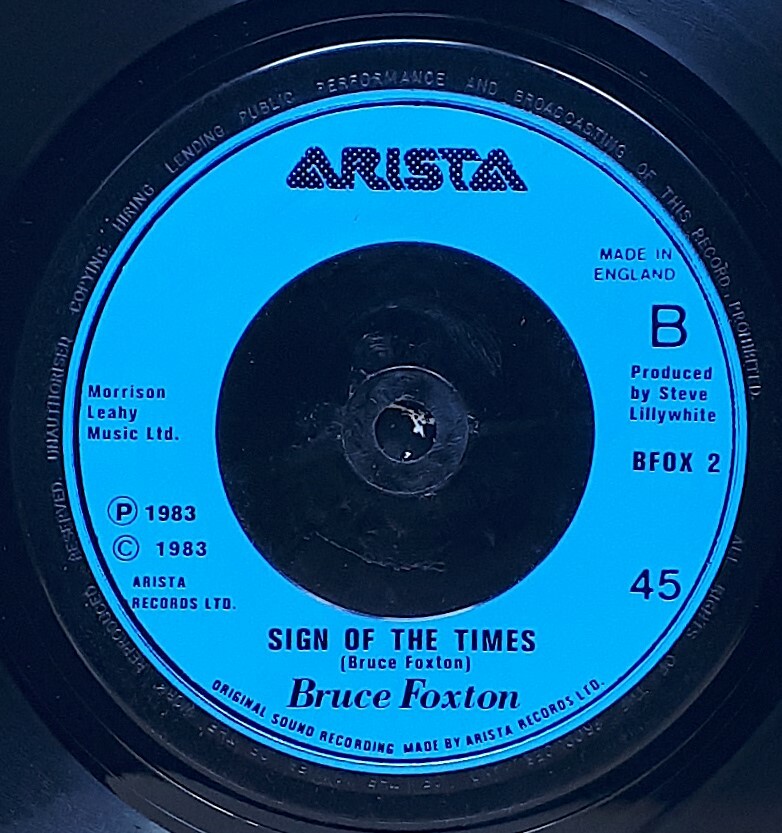 UNAUTHORISED COPYING HIRING LENDING PUBLIC PERFORMANCE AND BROADCASTING OF THIS RECORD PROHIBITED.
ALL RIGHTS
RESERVED.
ARISTA
MADE IN
ENGLAND
B
Produced
by Steve
Lillywhite
BFOX 2
45
Morrison
Leahy
Music Ltd.
Ⓟ 1983
© 1983
ARISTA
RECORDS LTD.
SIGN OF THE TIMES
(Bruce Foxton)
Bruce Foxton
ORIGINAL SOUND RECORDING MADE BY ARISTA RECORDS LTD.